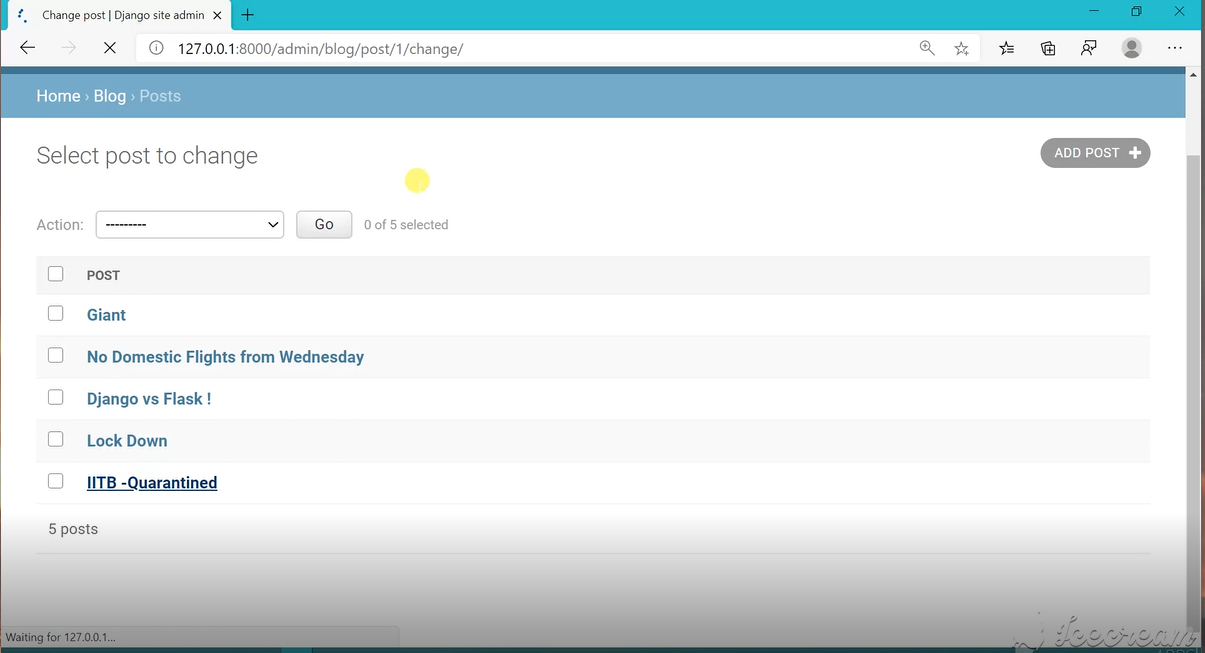 Change post | Django site admin
127.0.0.1:8000/admin/blog/post/1/change/
Home › Blog › Posts
Select post to change
ADD POST
Action: --------- Go 0 of 5 selected
POST
Giant
No Domestic Flights from Wednesday
Django vs Flask !
Lock Down
IITB -Quarantined
5 posts
Waiting for 127.0.0.1...
Icecream